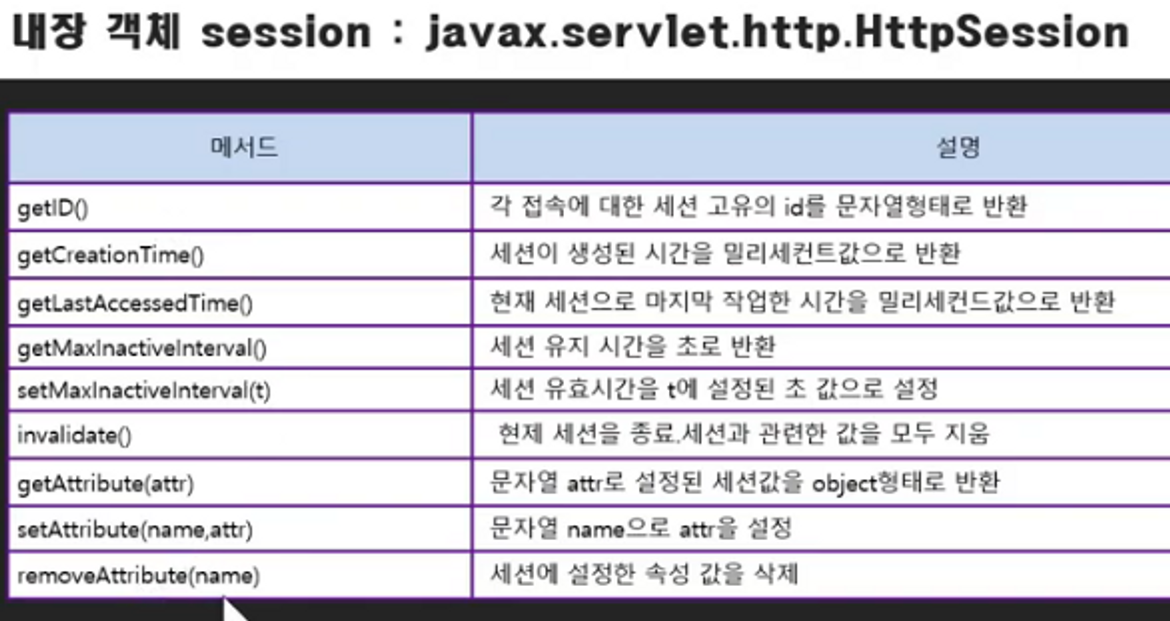 내장 객체 session : javax.servlet.http.HttpSession
메서드 설명
getID() 각 접속에 대한 세션 고유의 id를 문자열형태로 반환
getCreationTime() 세션이 생성된 시간을 밀리세컨트값으로 반환
getLastAccessedTime() 현재 세션으로 마지막 작업한 시간을 밀리세컨드값으로 반환
getMaxInactiveInterval() 세션 유지 시간을 초로 반환
setMaxInactiveInterval(t) 세션 유효시간을 t에 설정된 초 값으로 설정
invalidate() 현제 세션을 종료.세션과 관련한 값을 모두 지움
getAttribute(attr) 문자열 attr로 설정된 세션값을 object형태로 반환
setAttribute(name,attr) 문자열 name으로 attr을 설정
removeAttribute(name) 세션에 설정한 속성 값을 삭제